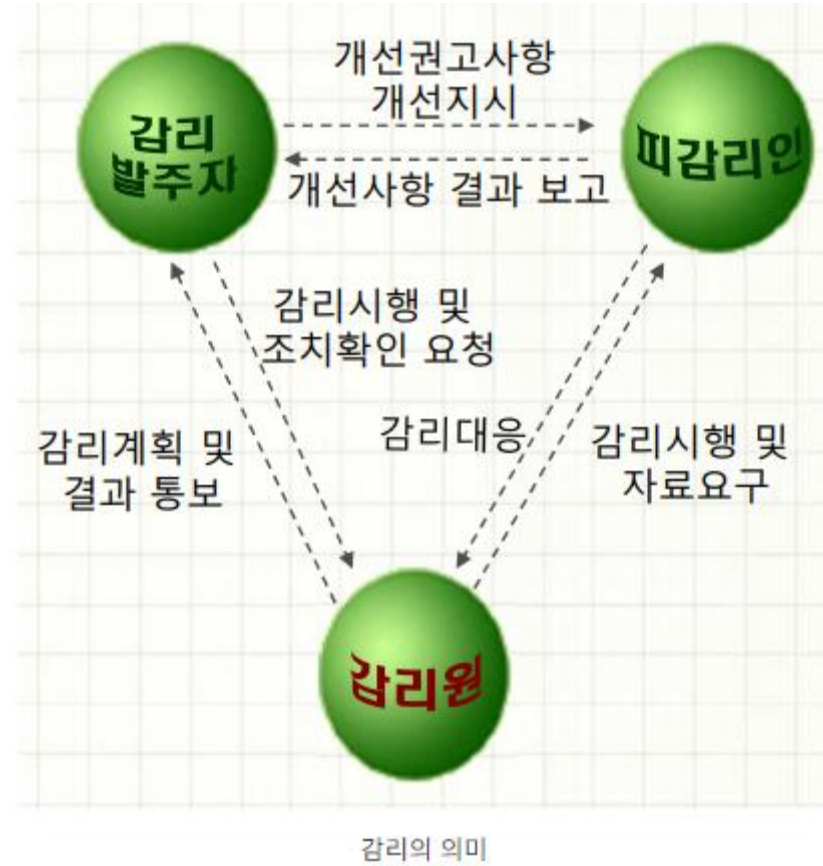 개선권고사항
개선지시
감리
발주자
피감리인
개선사항 결과 보고
감리시행 및
조치확인 요청
감리대응
감리계획 및
결과 통보
감리시행 및
자료요구
감리원
감리의 의미